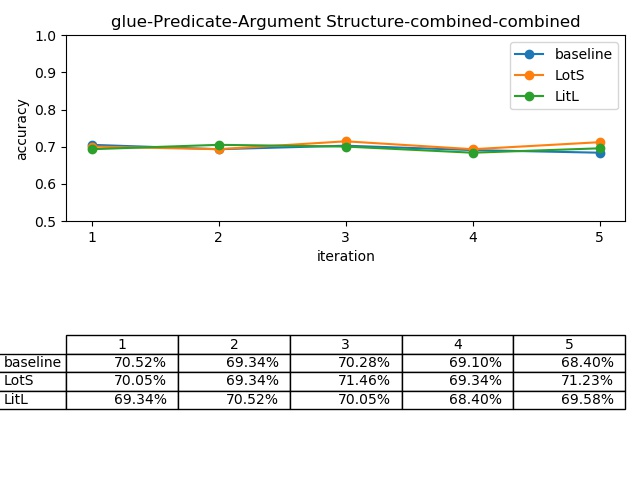 glue-Predicate-Argument Structure-combined-combined
1.0
0.9
0.8
0.7
0.6
0.5
accuracy
baseline
LotS
LitL
1 2 3 4 5
iteration
1 2 3 4 5
baseline 70.52% 69.34% 70.28% 69.10% 68.40%
LotS 70.05% 69.34% 71.46% 69.34% 71.23%
LitL 69.34% 70.52% 70.05% 68.40% 69.58%